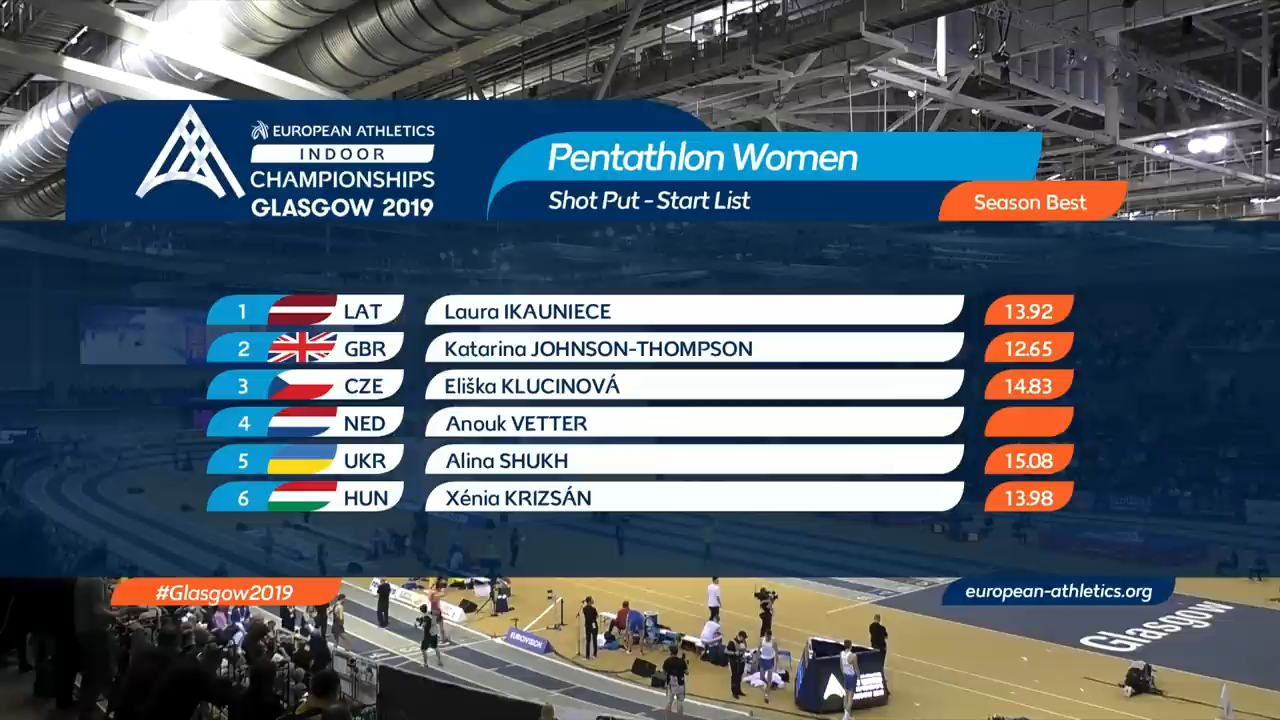 EUROPEAN ATHLETICS
INDOOR
CHAMPIONSHIPS
GLASGOW 2019
Pentathlon Women
Shot Put - Start List
Season Best
1 LAT Laura IKAUNIECE 13.92
2 GBR Katarina JOHNSON-THOMPSON 12.65
3 CZE Eliška KLUCINOVÁ 14.83
4 NED Anouk VETTER
5 UKR Alina SHUKH 15.08
6 HUN Xénia KRIZSÁN 13.98
#Glasgow2019
european-athletics.org
EUROVISION
Glasgow